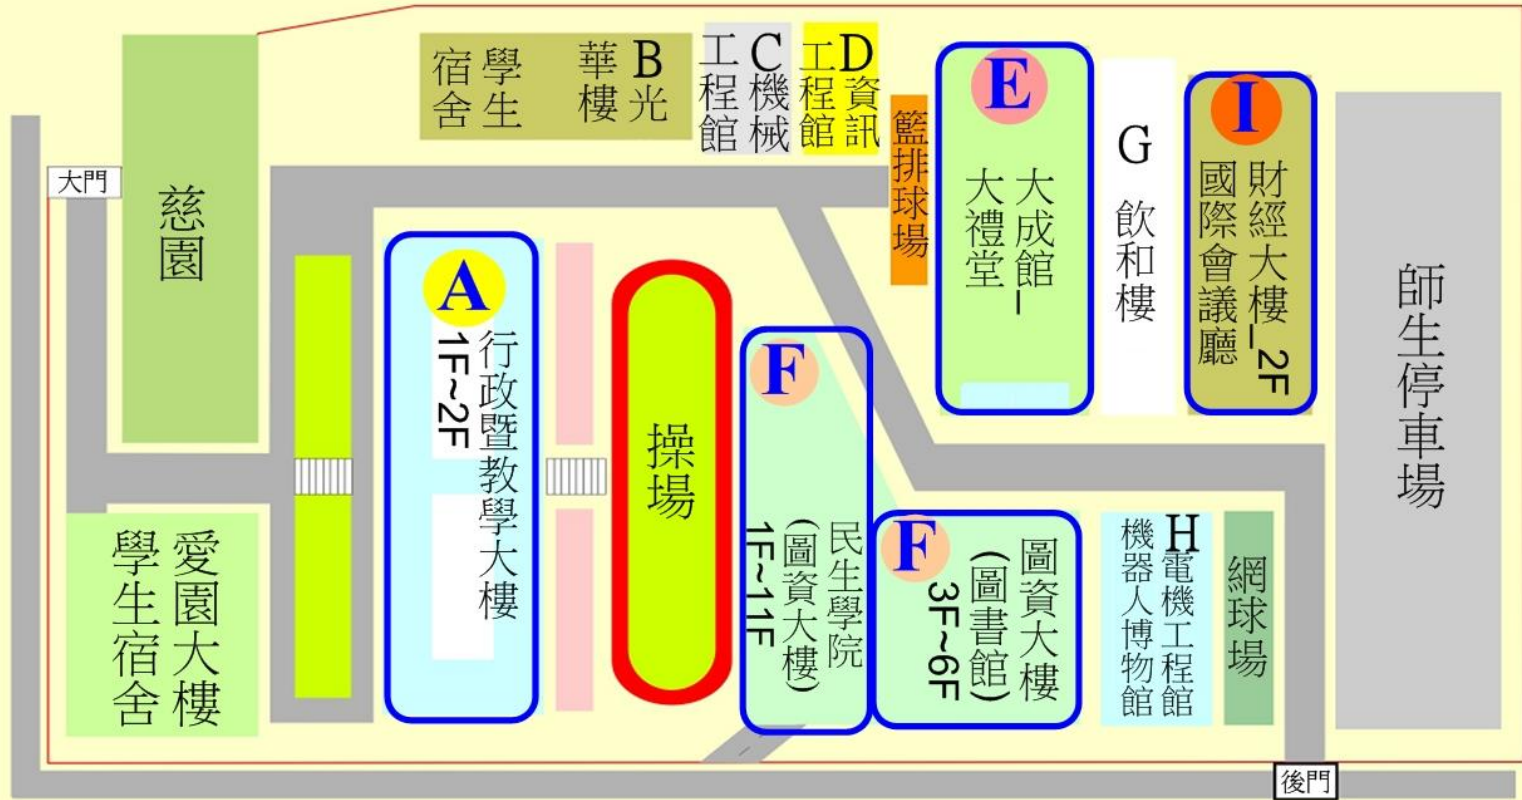 大門
慈園
愛園大樓
學生宿舍
學生
宿舍
B光
華樓
C機械
工程館
D資訊
工程館
籃排球場
E
大成館_
大禮堂
G 飲和樓
I
財經大樓_2F
國際會議廳
師生停車場
A
行政暨教學大樓
1F~2F
操場
F
民生學院
(圖資大樓)
1F~11F
F
圖資大樓
(圖書館)
3F~6F
H電機工程館
機器人博物館
網球場
後門